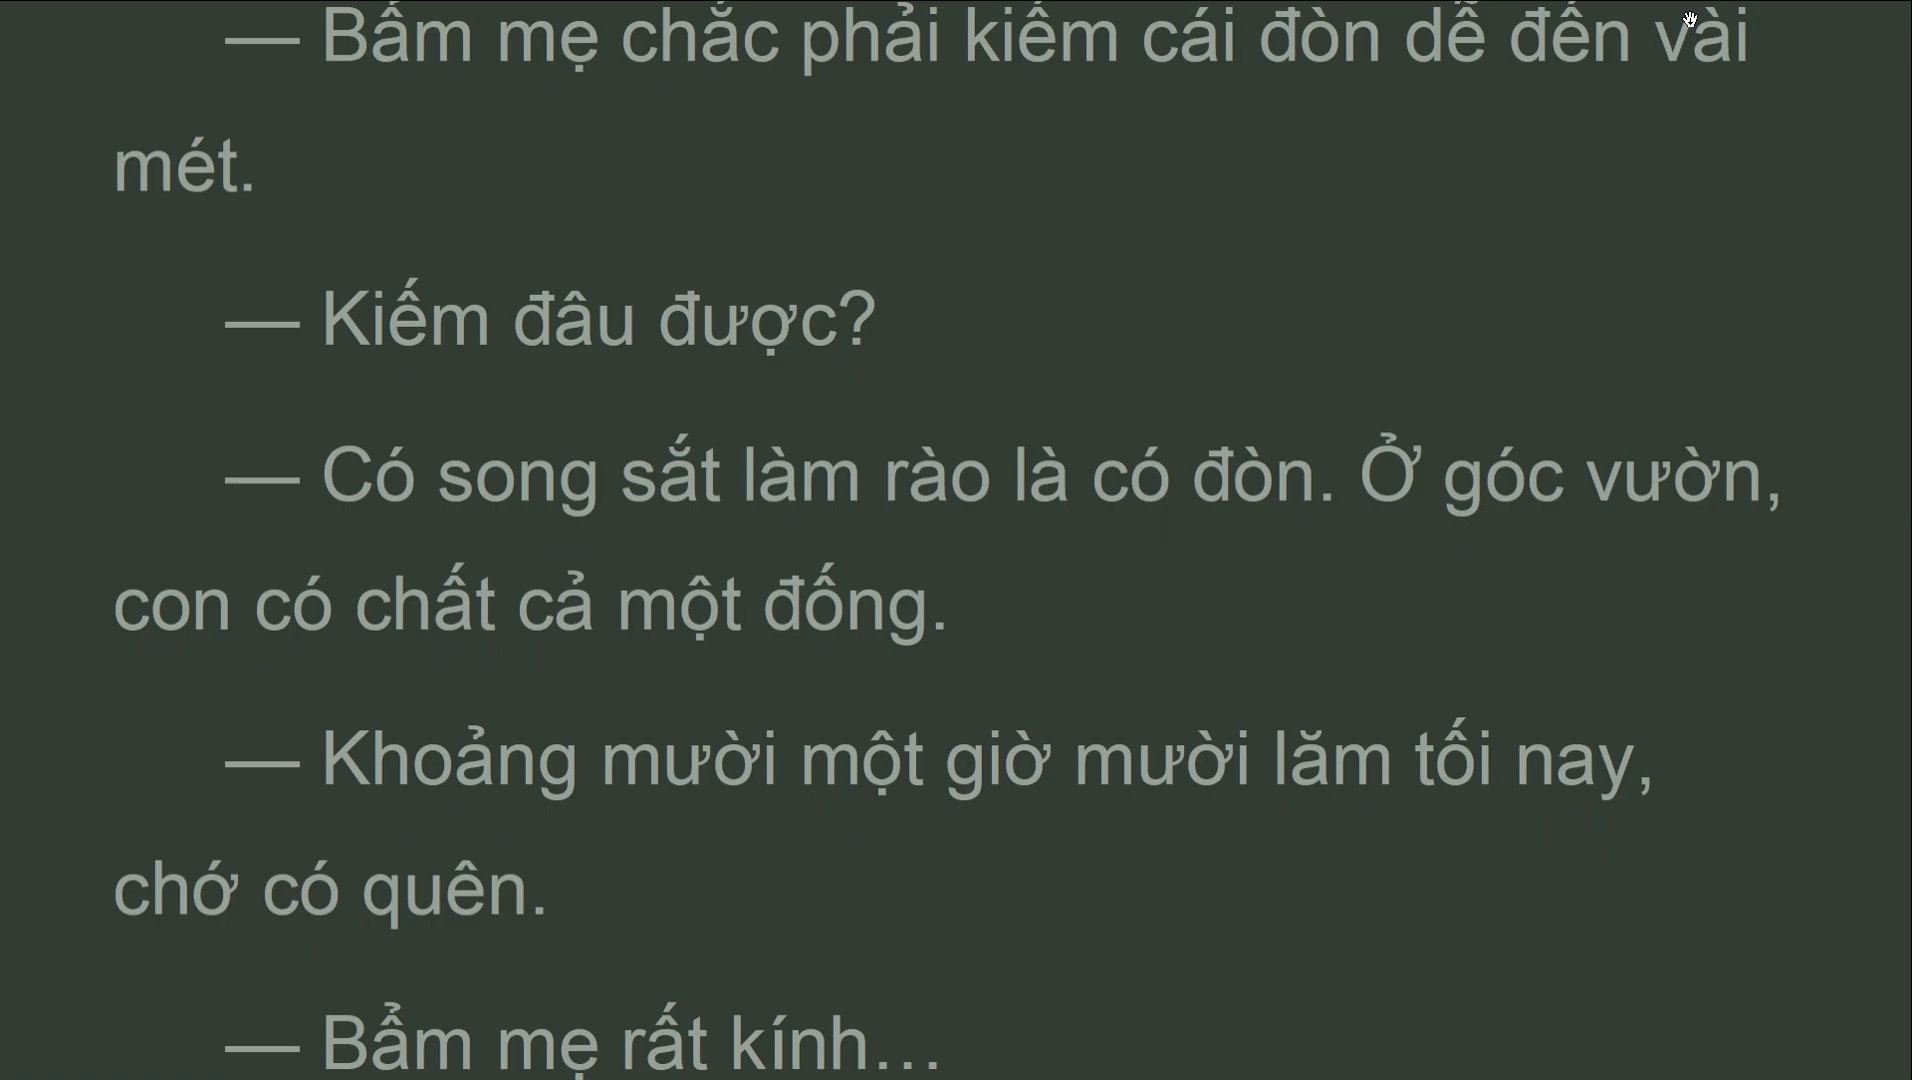 — Bẩm mẹ chắc phải kiếm cái đòn dễ đến vài
mét.
— Kiếm đâu được?
— Có song sắt làm rào là có đòn. Ở góc vườn,
con có chất cả một đống.
— Khoảng mười một giờ mười lăm tối nay,
chớ có quên.
— Bẩm mẹ rất kính...